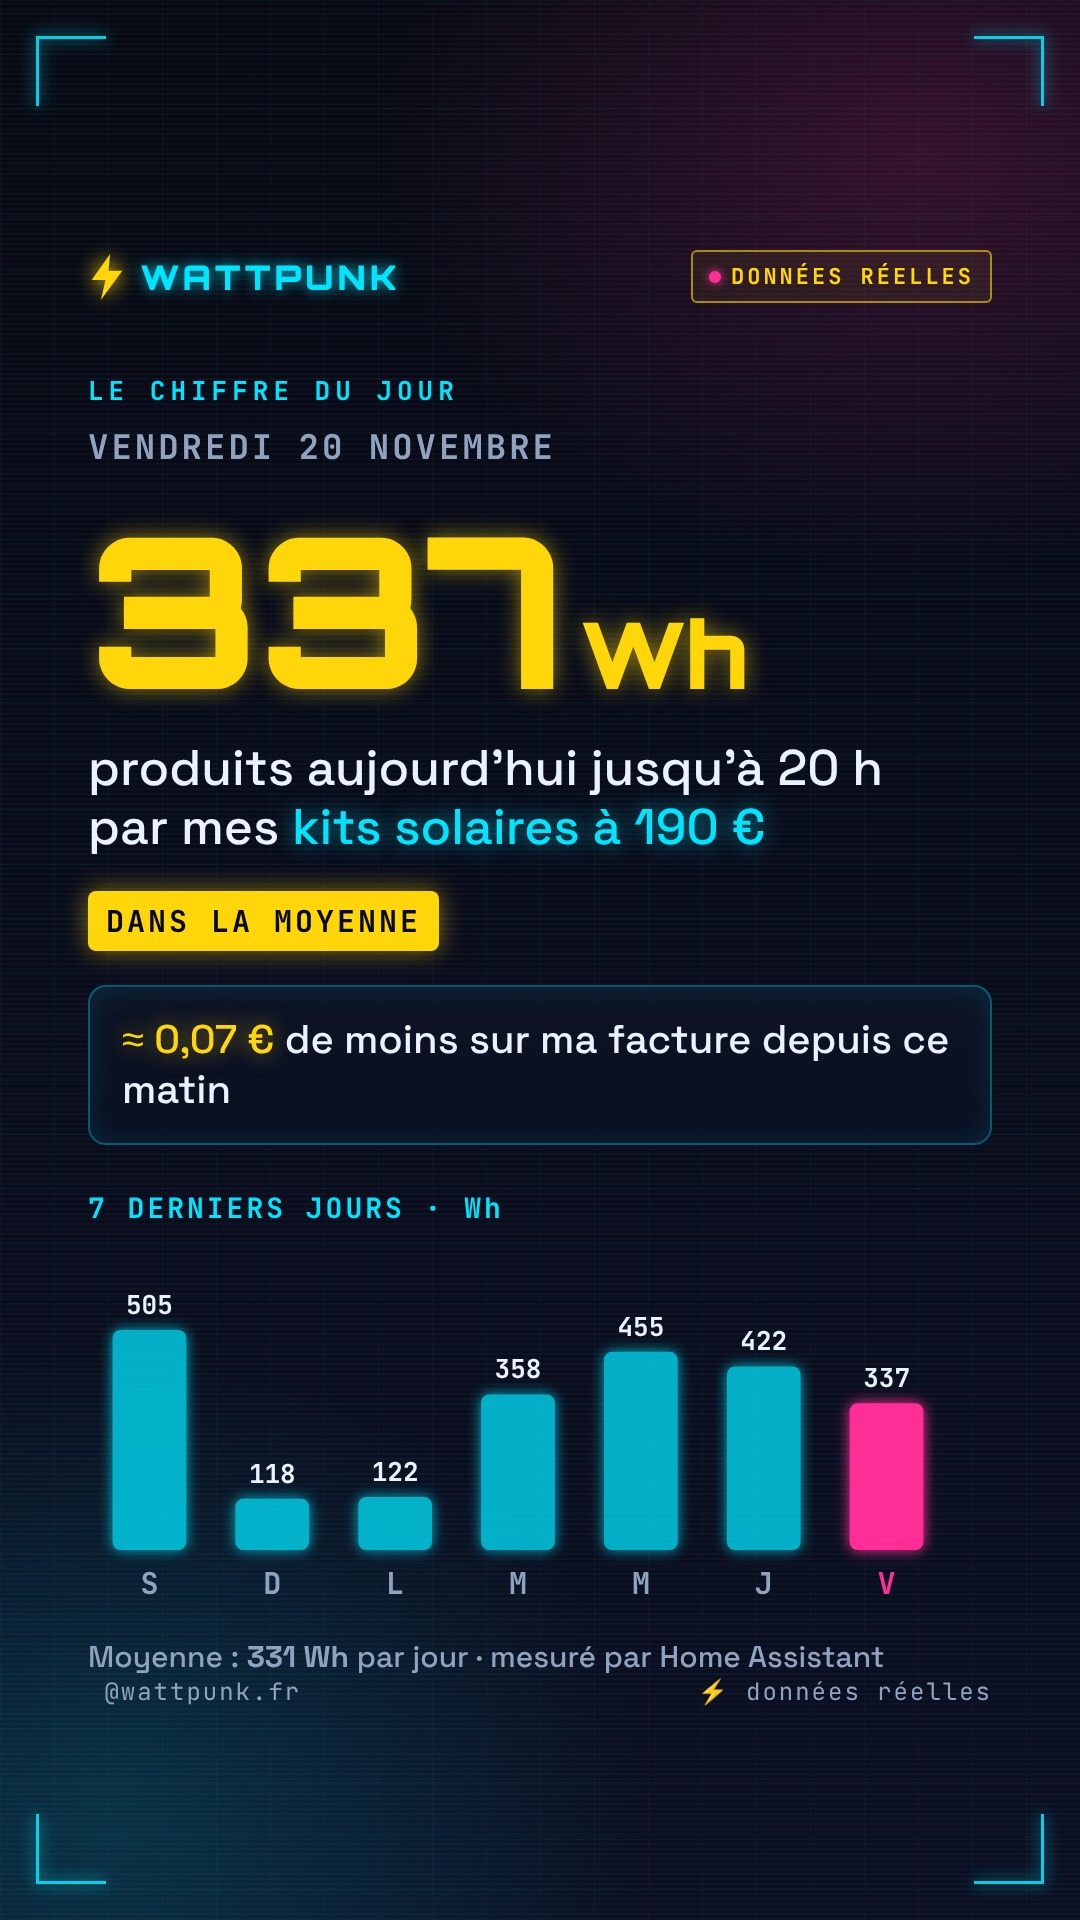 WATTPUNK
DONNÉES RÉELLES
LE CHIFFRE DU JOUR
VENDREDI 20 NOVEMBRE
337 Wh
produits aujourd’hui jusqu’à 20 h
par mes kits solaires à 190 €
DANS LA MOYENNE
≈ 0,07 € de moins sur ma facture depuis ce
matin
7 DERNIERS JOURS · Wh
505 118 122 358 455 422 337
S D L M M J V
Moyenne : 331 Wh par jour · mesuré par Home Assistant
@wattpunk.fr
⚡ données réelles